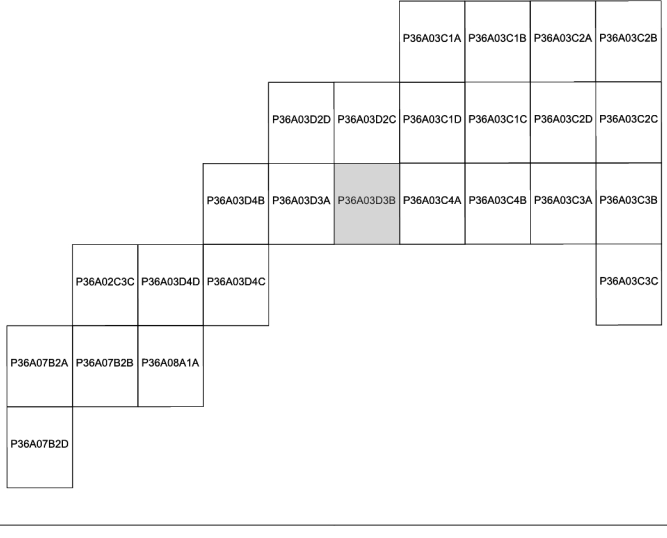 P36A03C1A P36A03C1B P36A03C2A P36A03C2B
P36A03D2D P36A03D2C P36A03C1D P36A03C1C P36A03C2D P36A03C2C
P36A03D4B P36A03D3A P36A03D3B P36A03C4A P36A03C4B P36A03C3A P36A03C3B
P36A02C3C P36A03D4D P36A03D4C P36A03C3C
P36A07B2A P36A07B2B P36A08A1A
P36A07B2D